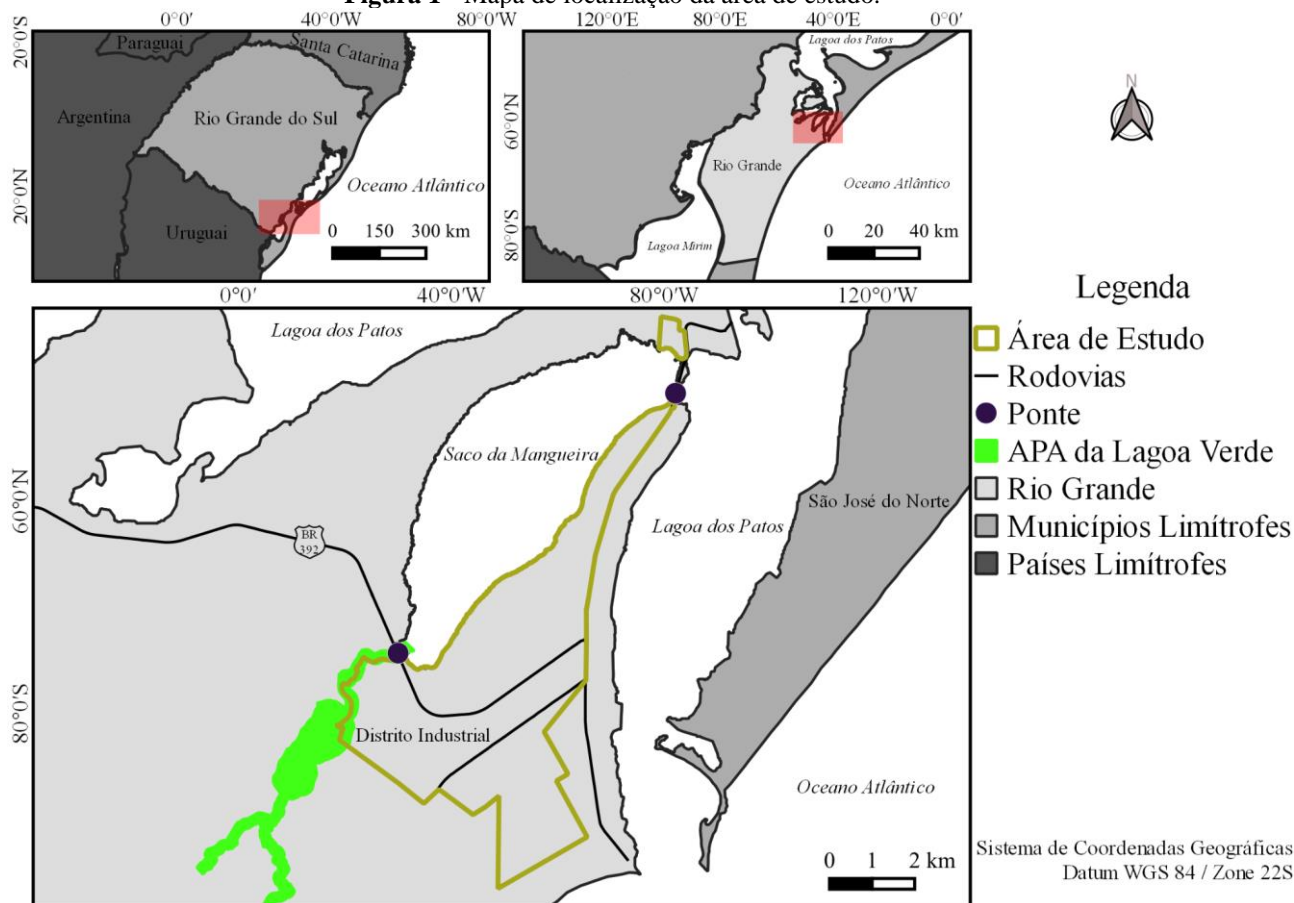 Figura 1 - Mapa de localização da área de estudo.
0°0' 40°0'W 80°0'W
120°0'E 60°0'E 40°0'E 0°0'
20°S
20°0'N
60°0'N
80°0'S
Paraguai
Santa Catarina
Argentina
Rio Grande do Sul
Oceano Atlântico
Uruguai
0 150 300 km
Lagoa dos Patos
Rio Grande
Oceano Atlântico
Lagoa Mirim
0 20 40 km
N
0°0' 40°0'W 80°0'W 120°0'W
60°0'N
80°0'S
Lagoa dos Patos
Saco da Mangueira
BR
392
Lagoa dos Patos
São José do Norte
Distrito Industrial
Oceano Atlântico
0 1 2 km
Legenda
Área de Estudo
Rodovias
Ponte
APA da Lagoa Verde
Rio Grande
Municípios Limítrofes
Países Limítrofes
Sistema de Coordenadas Geográficas
Datum WGS 84 / Zone 22S